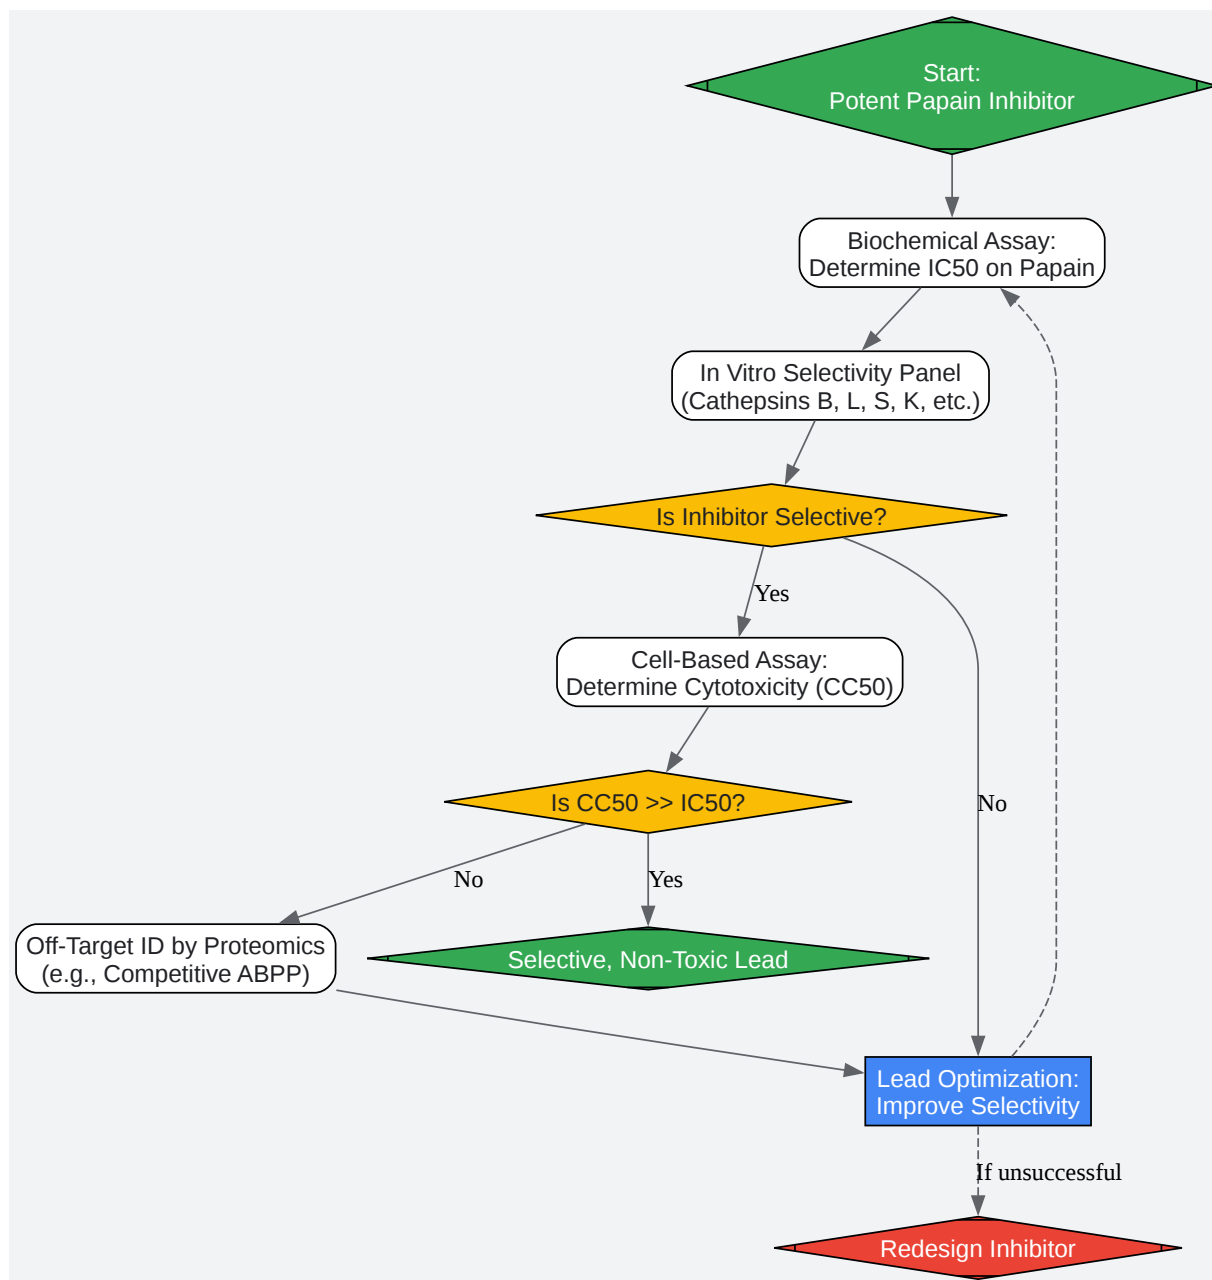 Start:
Potent Papain Inhibitor
Biochemical Assay:
Determine IC50 on Papain
In Vitro Selectivity Panel
(Cathepsins B, L, S, K, etc.)
Is Inhibitor Selective?
Yes
Cell-Based Assay:
Determine Cytotoxicity (CC50)
Is CC50 >> IC50?
No
No
Yes
Off-Target ID by Proteomics
(e.g., Competitive ABPP)
Selective, Non-Toxic Lead
Lead Optimization:
Improve Selectivity
If unsuccessful
Redesign Inhibitor